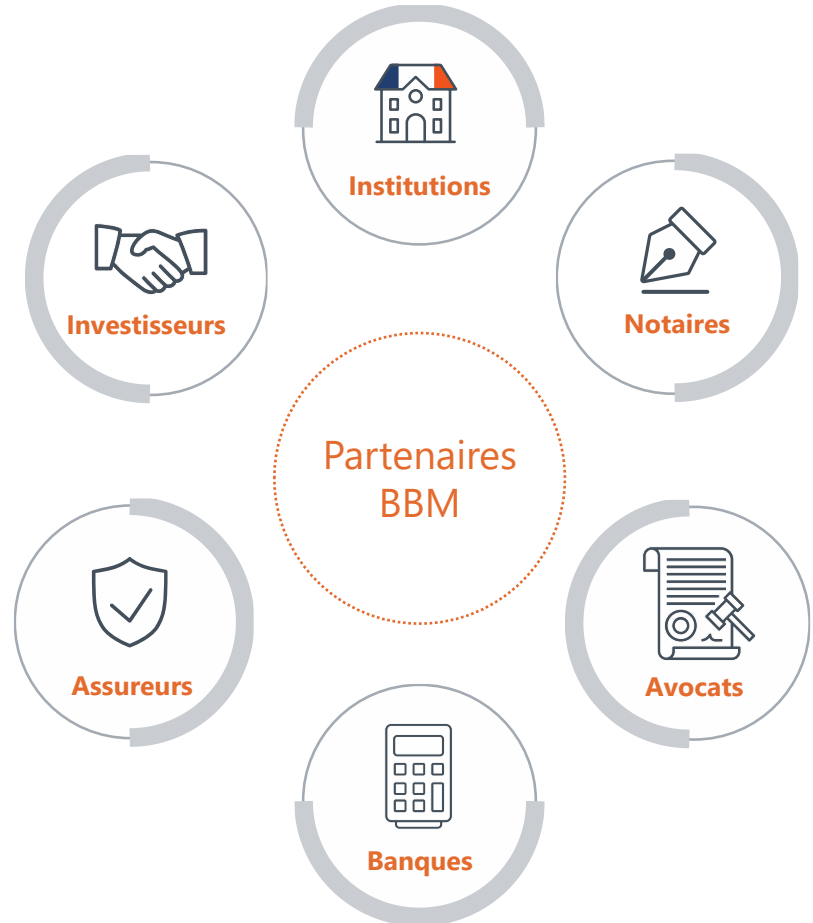 Institutions
Investisseurs
Notaires
Partenaires
BBM
Assureurs
Avocats
Banques